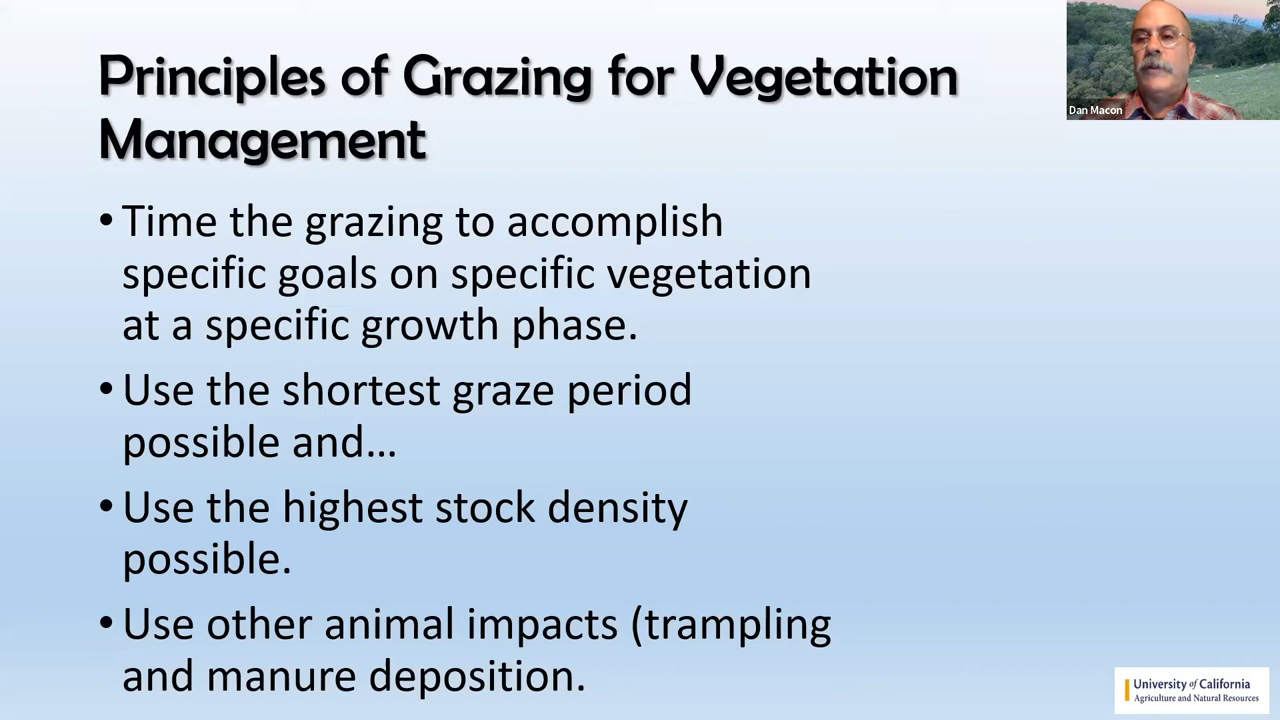 Principles of Grazing for Vegetation
Management
• Time the grazing to accomplish
specific goals on specific vegetation
at a specific growth phase.
• Use the shortest graze period
possible and…
• Use the highest stock density
possible.
• Use other animal impacts (trampling
and manure deposition.
Dan Macon
University of California
Agriculture and Natural Resources